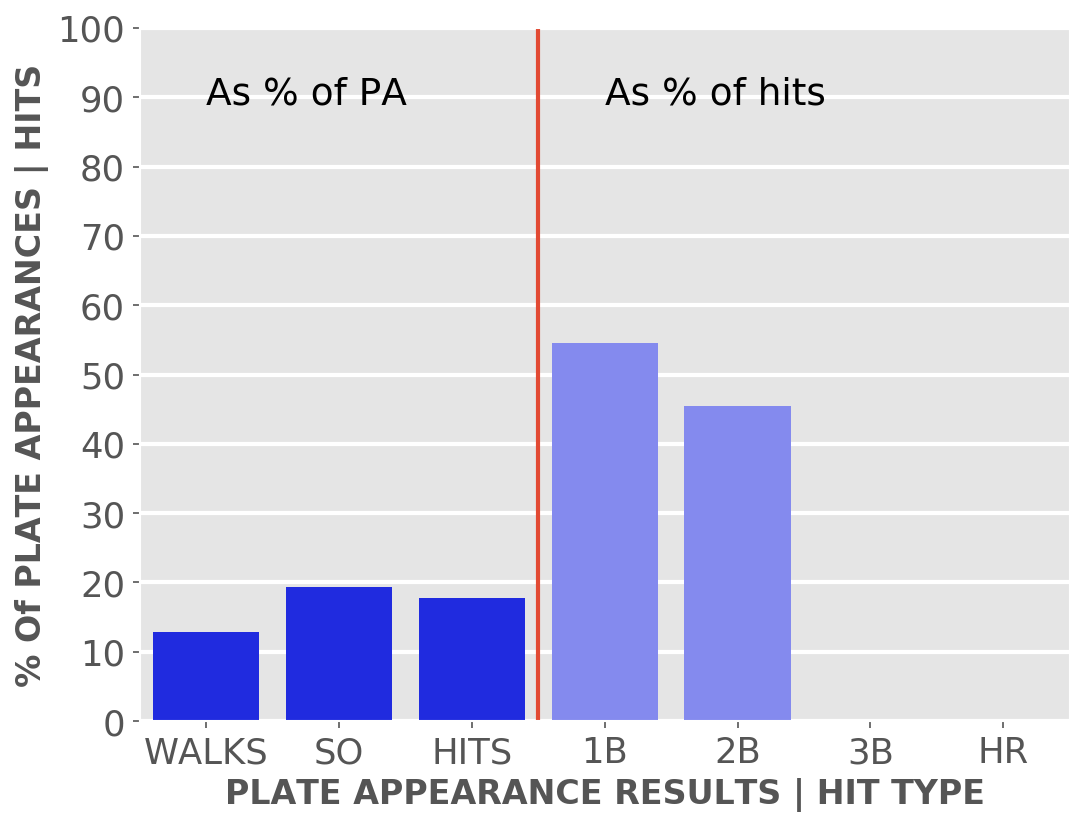 % Of PLATE APPEARANCES | HITS
100
90
80
70
60
50
40
30
20
10
0
As % of PA
As % of hits
WALKS SO HITS 1B 2B 3B HR
PLATE APPEARANCE RESULTS | HIT TYPE